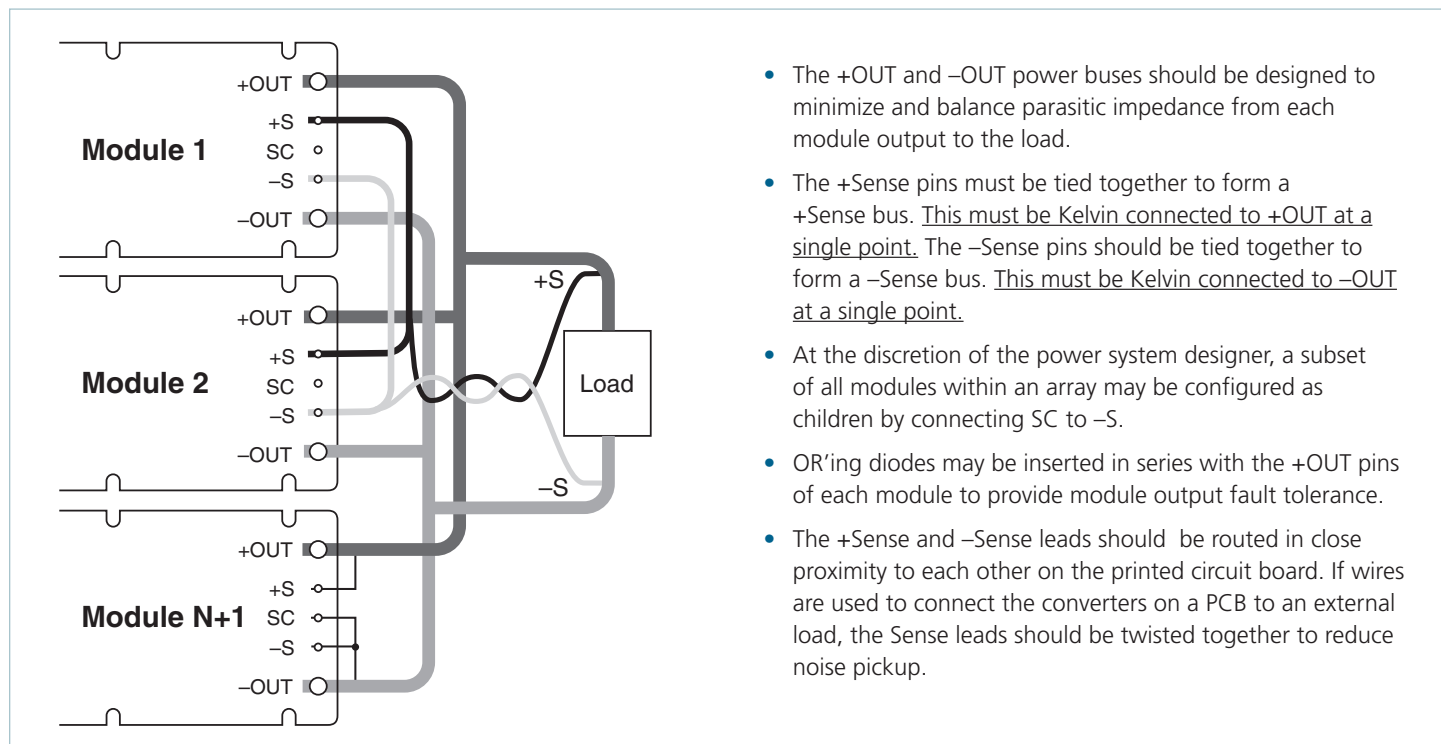 +OUT
+S
Module 1
SC
–S
–OUT
+OUT
+S
Module 2
SC
–S
–OUT
+OUT
+S
Module N+1
SC
–S
–OUT
+S
Load
–S
• The +OUT and –OUT power buses should be designed to
minimize and balance parasitic impedance from each
module output to the load.
• The +Sense pins must be tied together to form a
+Sense bus. This must be Kelvin connected to +OUT at a
single point. The –Sense pins should be tied together to
form a –Sense bus. This must be Kelvin connected to –OUT
at a single point.
• At the discretion of the power system designer, a subset
of all modules within an array may be configured as
children by connecting SC to –S.
• OR’ing diodes may be inserted in series with the +OUT pins
of each module to provide module output fault tolerance.
• The +Sense and –Sense leads should  be routed in close
proximity to each other on the printed circuit board. If wires
are used to connect the converters on a PCB to an external
load, the Sense leads should be twisted together to reduce
noise pickup.